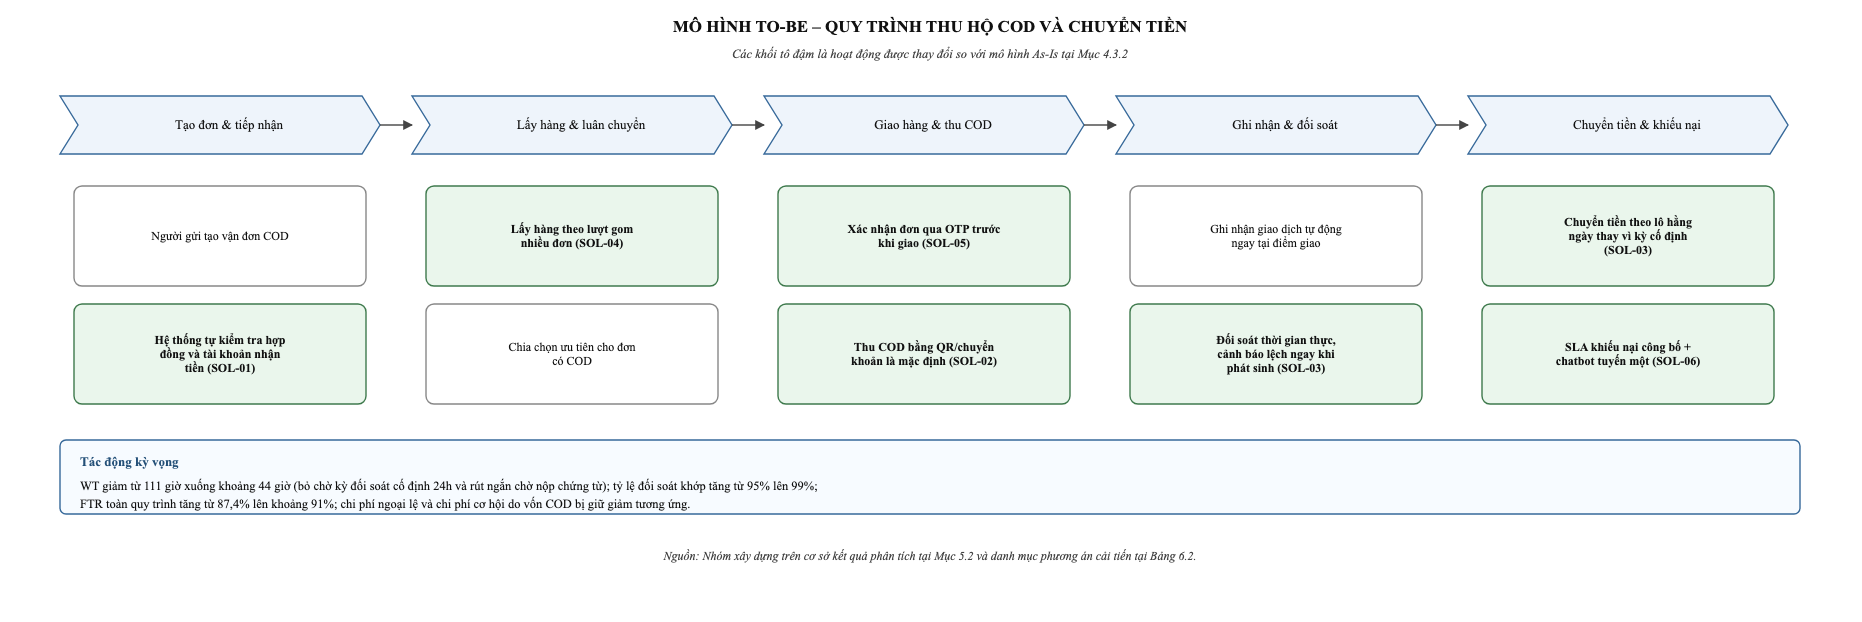 MÔ HÌNH TO-BE – QUY TRÌNH THU HỘ COD VÀ CHUYỂN TIỀN
Các khối tô đậm là hoạt động được thay đổi so với mô hình As-Is tại Mục 4.3.2
Tạo đơn & tiếp nhận
Lấy hàng & luân chuyển
Giao hàng & thu COD
Ghi nhận & đối soát
Chuyển tiền & khiếu nại
Người gửi tạo vận đơn COD
Lấy hàng theo lượt gom
nhiều đơn (SOL-04)
Xác nhận đơn qua OTP trước
khi giao (SOL-05)
Ghi nhận giao dịch tự động
ngay tại điểm giao
Chuyển tiền theo lô hằng
ngày thay vì kỳ cố định
(SOL-03)
Hệ thống tự kiểm tra hợp
đồng và tài khoản nhận
tiền (SOL-01)
Chia chọn ưu tiên cho đơn
có COD
Thu COD bằng QR/chuyển
khoản là mặc định (SOL-02)
Đối soát thời gian thực,
cảnh báo lệch ngay khi
phát sinh (SOL-03)
SLA khiếu nại công bố +
chatbot tuyến một (SOL-06)
Tác động kỳ vọng
WT giảm từ 111 giờ xuống khoảng 44 giờ (bỏ chờ kỳ đối soát cố định 24h và rút ngắn chờ nộp chứng từ); tỷ lệ đối soát khớp tăng từ 95% lên 99%;
FTR toàn quy trình tăng từ 87,4% lên khoảng 91%; chi phí ngoại lệ và chi phí cơ hội do vốn COD bị giữ giảm tương ứng.
Nguồn: Nhóm xây dựng trên cơ sở kết quả phân tích tại Mục 5.2 và danh mục phương án cải tiến tại Bảng 6.2.